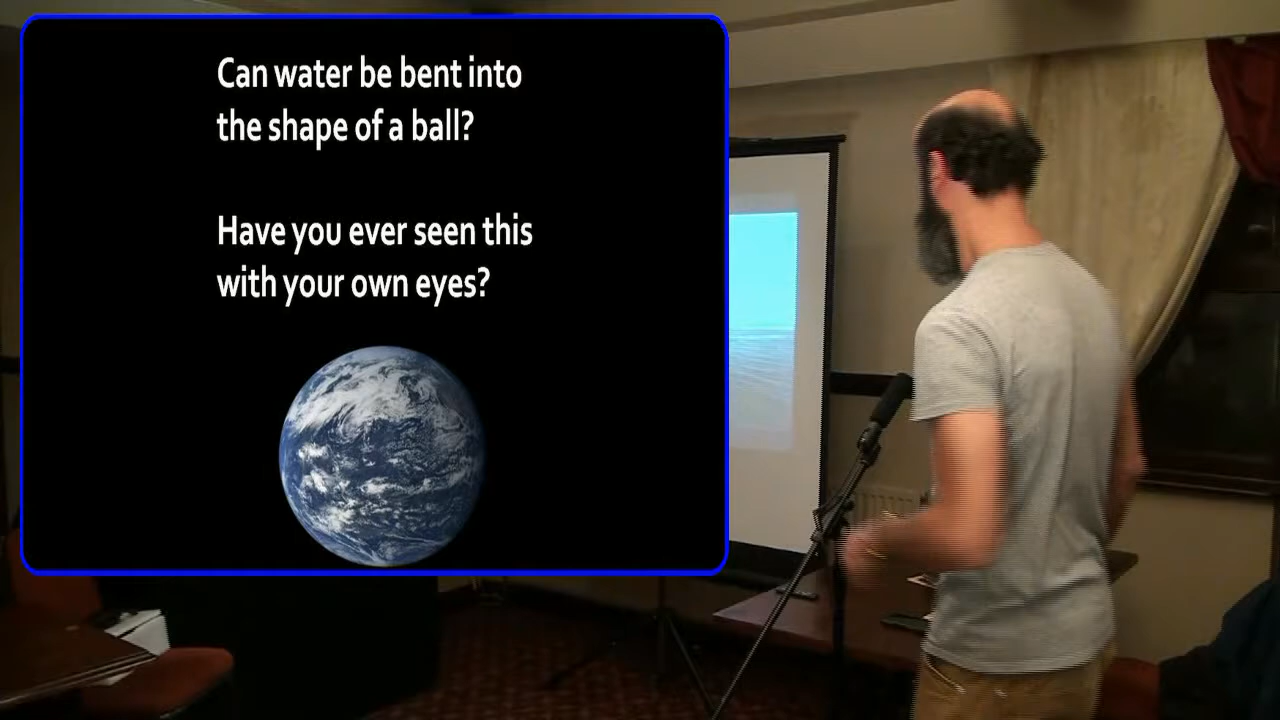 Can water be bent into
the shape of a ball?
Have you ever seen this
with your own eyes?